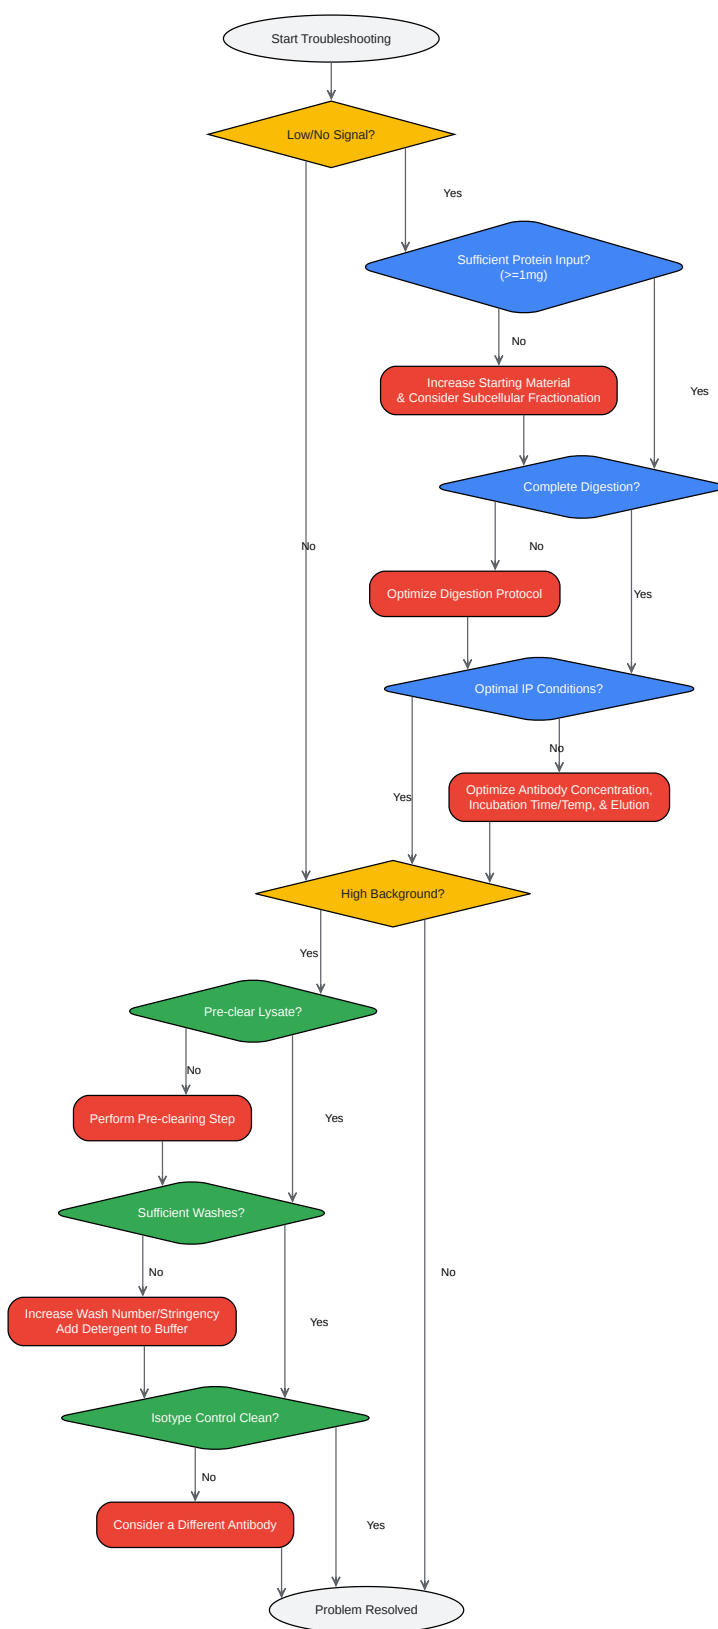 Start Troubleshooting
Low/No Signal?
Yes
Sufficient Protein Input?
(>=1mg)
No
Increase Starting Material
& Consider Subcellular Fractionation
Yes
Complete Digestion?
No
No
Optimize Digestion Protocol
Yes
Optimal IP Conditions?
No
Optimize Antibody Concentration,
Incubation Time/Temp, & Elution
Yes
High Background?
Yes
Pre-clear Lysate?
No
Perform Pre-clearing Step
Yes
Sufficient Washes?
No
No
Increase Wash Number/Stringency
Add Detergent to Buffer
Yes
Isotype Control Clean?
No
Consider a Different Antibody
Yes
Problem Resolved